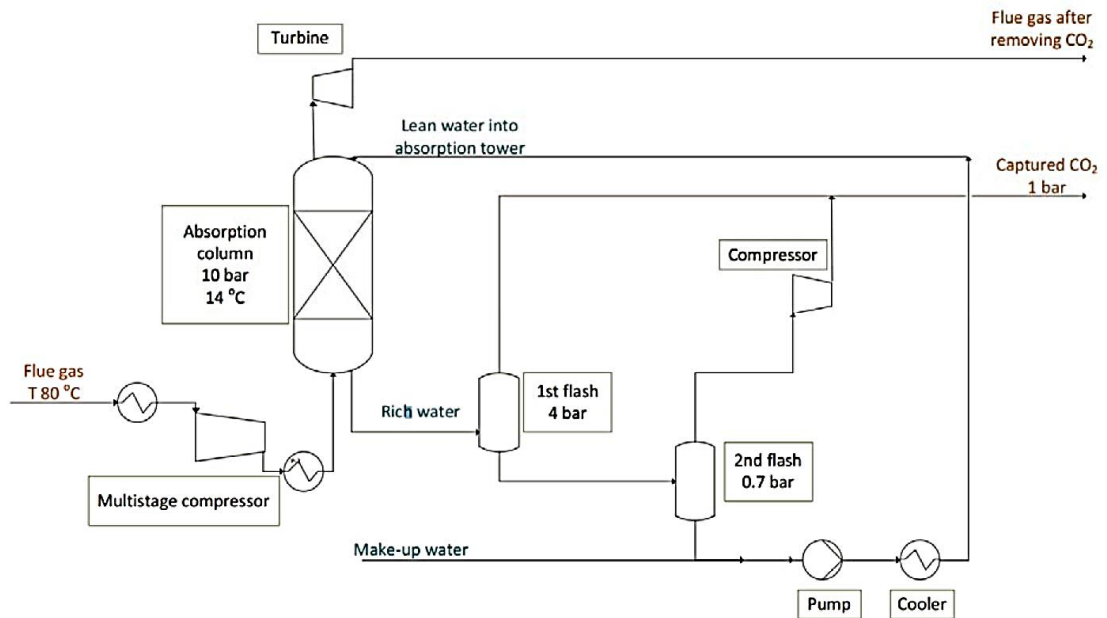 Turbine
Flue gas after
removing CO₂
Lean water into
absorption tower
Captured CO₂
1 bar
Absorption
column
10 bar
14 °C
Compressor
Flue gas
T 80 °C
Rich water
1st flash
4 bar
Multistage compressor
2nd flash
0.7 bar
Make-up water
Pump
Cooler